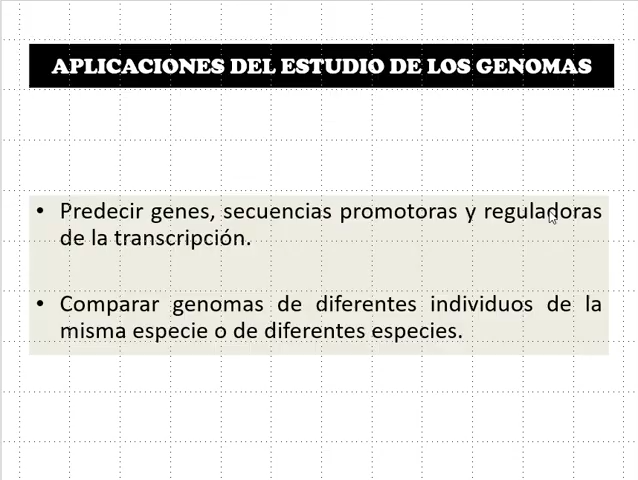 APLICACIONES DEL ESTUDIO DE LOS GENOMAS
• Predecir genes, secuencias promotoras y reguladoras
de la transcripción.
• Comparar genomas de diferentes individuos de la
misma especie o de diferentes especies.